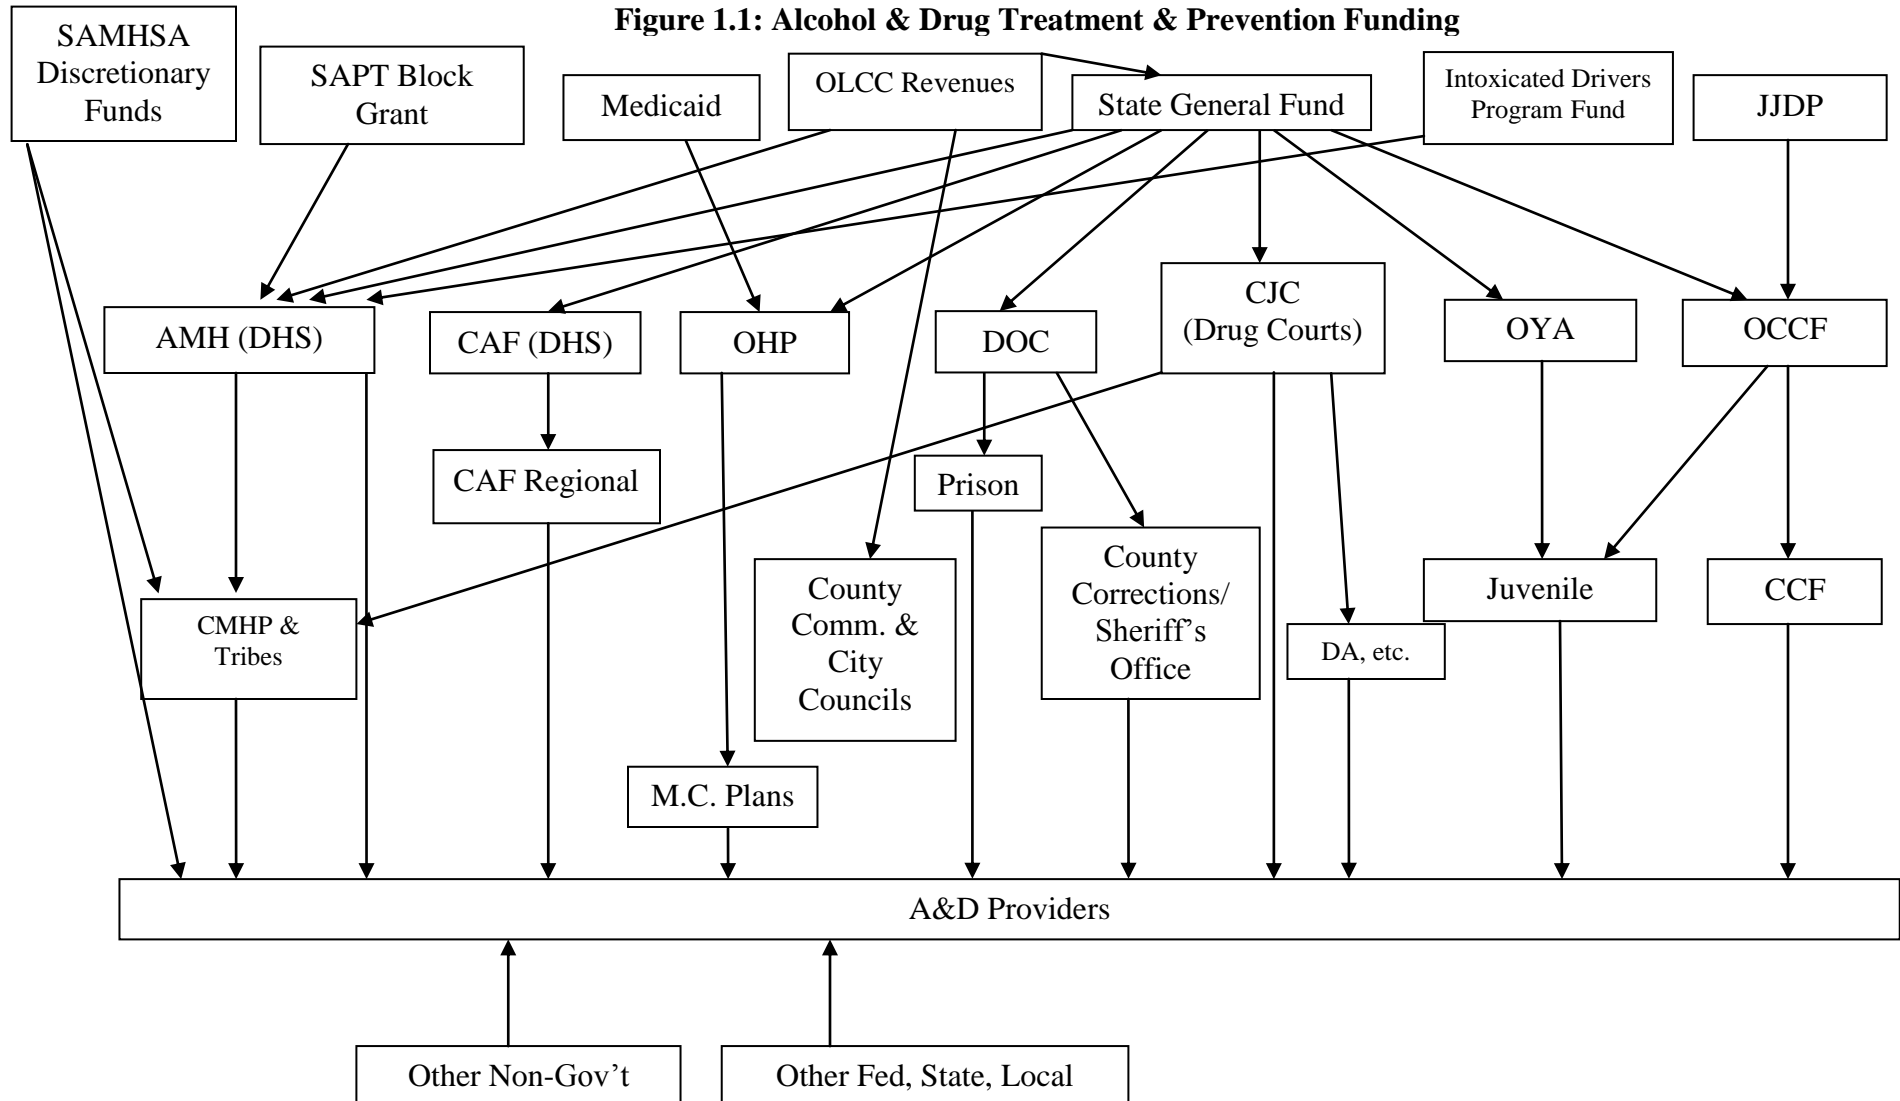 Figure 1.1: Alcohol & Drug Treatment & Prevention Funding
SAMHSA
Discretionary
Funds
SAPT Block
Grant
Medicaid
OLCC Revenues
State General Fund
Intoxicated Drivers
Program Fund
JJDP
AMH (DHS)
CAF (DHS)
OHP
DOC
CJC
(Drug Courts)
OYA
OCCF
CAF Regional
Prison
CMHP &
Tribes
County
Comm. &
City
Councils
County
Corrections/
Sheriff’s
Office
DA, etc.
Juvenile
CCF
M.C. Plans
A&D Providers
Other Non-Gov’t
Other Fed, State, Local